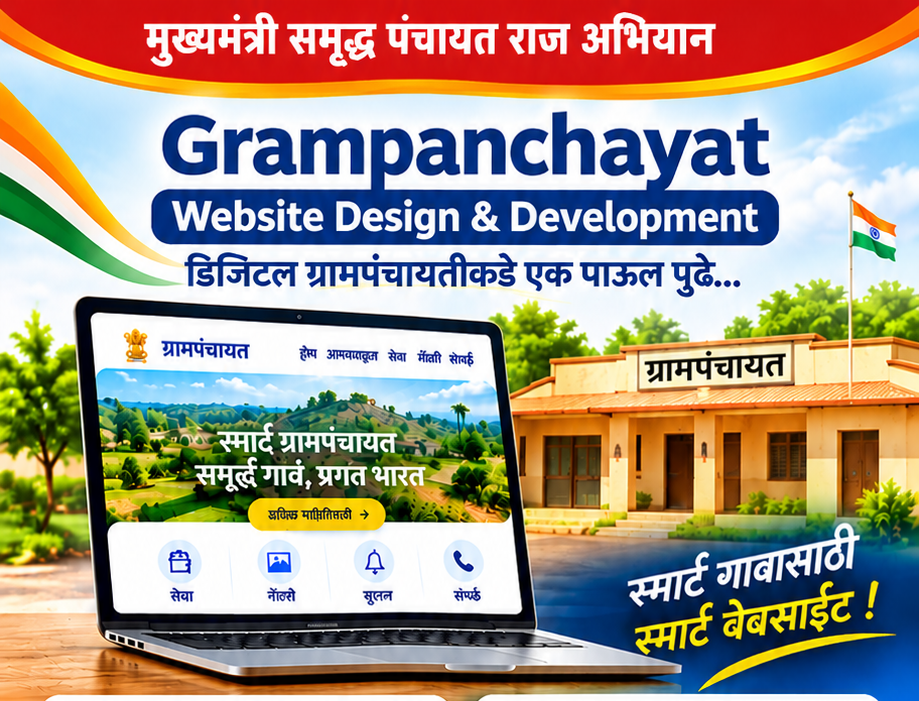 मुख्यमंत्री समृद्ध पंचायत राज अभियान
Grampanchayat
Website Design & Development
डिजिटल ग्रामपंचायतीकडे एक पाऊल पुढे...
ग्रामपंचायत
होम सेवा
स्मार्ट ग्रामपंचायत
समूर्द्ध गावं, प्रगत भारत
सेवा
ग्रामपंचायत
स्मार्ट गाबासाठी
स्मार्ट वेबसाईट !